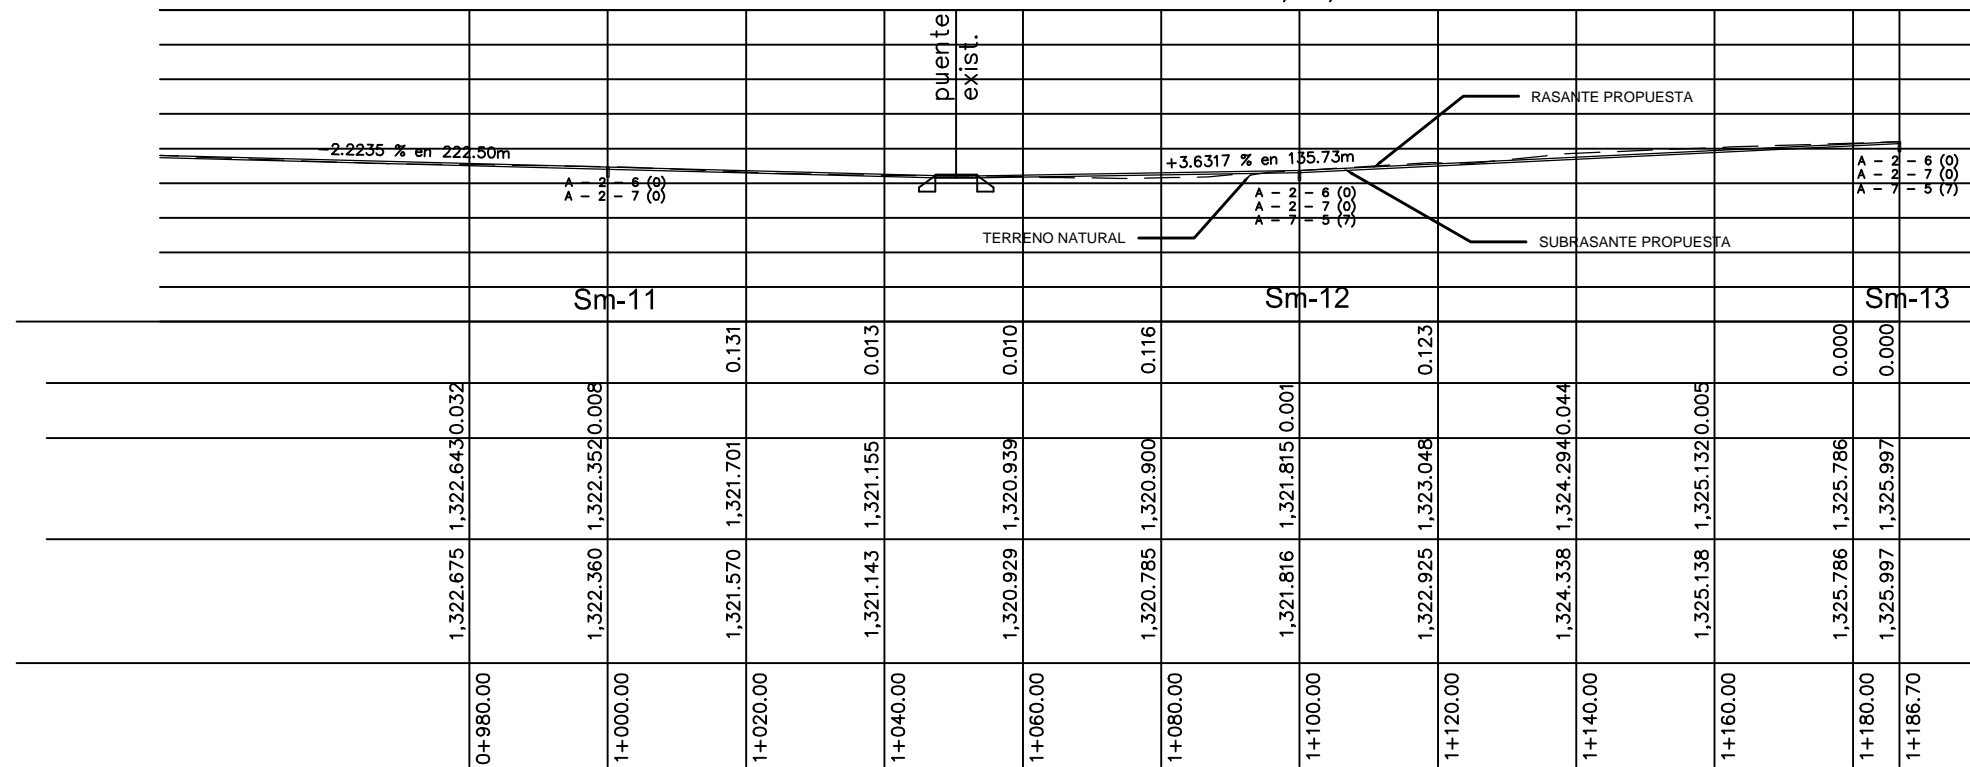 puente
exist.
RASANTE PROPUESTA
-2.2235 % en 222.50m
+3.6317 % en 135.73m
A - 2 - 6 (0)
A - 2 - 7 (0)
A - 2 - 6 (0)
A - 2 - 7 (0)
A - 7 - 5 (7)
A - 2 - 6 (0)
A - 2 - 7 (0)
A - 7 - 5 (7)
TERRENO NATURAL
SUBRASANTE PROPUESTA
Sm-11
Sm-12
Sm-13
0.131
0.013
0.010
0.116
0.123
0.000
0.000
0.032
0.008
0.001
0.044
0.005
1,322.643
1,322.352
1,321.701
1,321.155
1,320.939
1,320.900
1,321.815
1,323.048
1,324.294
1,325.132
1,325.786
1,325.997
1,322.675
1,322.360
1,321.570
1,321.143
1,320.929
1,320.785
1,321.816
1,322.925
1,324.338
1,325.138
1,325.786
1,325.997
0+980.00
1+000.00
1+020.00
1+040.00
1+060.00
1+080.00
1+100.00
1+120.00
1+140.00
1+160.00
1+180.00
1+186.70